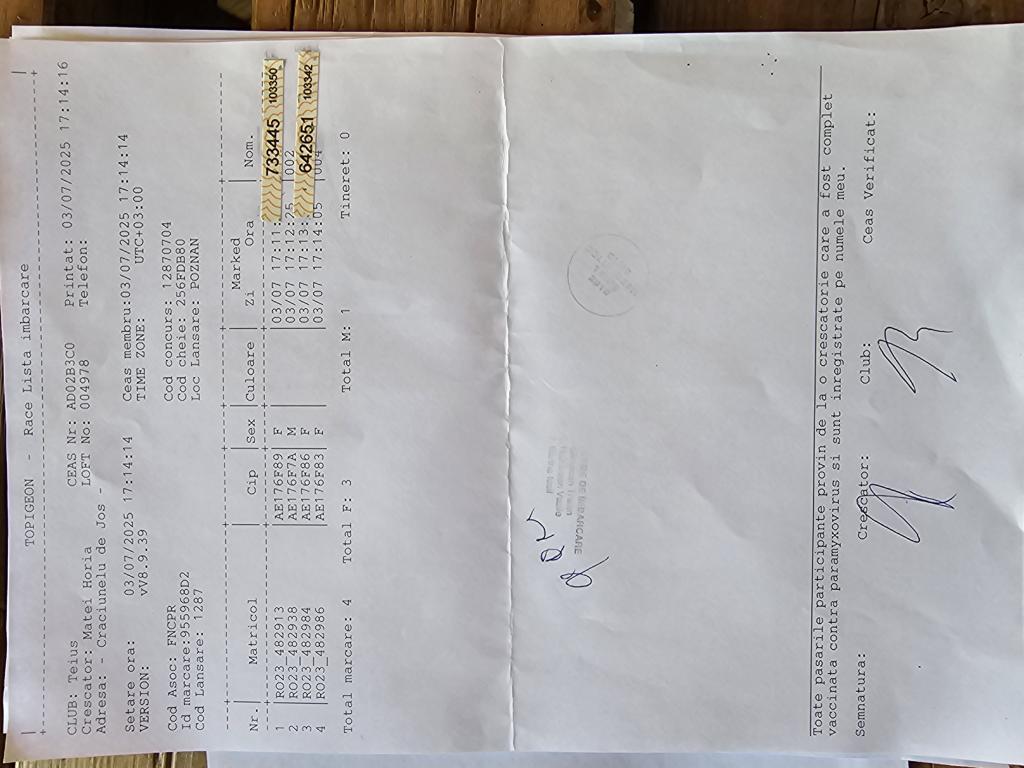 TOPIGEON - Race Lista imbarcare
CLUB: Teius CEAS Nr: AD02B3C0 Printat: 03/07/2025 17:14:16
Crescator: Matei Horia LOFT No: 004978 Telefon:
Adresa: - Craciunelu de Jos -
Setare ora: 03/07/2025 17:14:14 Ceas membru:03/07/2025 17:14:14
VERSION: vV8.9.39 TIME ZONE: UTC+03:00
Cod Asoc: FNCPR Cod concurs: 12870704
Id marcare:955968D2 Cod cheie: 256FDB80
Cod Lansare: 1287 Loc Lansare: POZNAN
Marked
Nr.| Matricol | Cip |Sex |Culoare | Zi Ora | Nom.
1 |RO23 482913 |AE176F89 | F | |03/07 17:11: 733445 103350
2 |RO23 482938 |AE176F7A | M | |03/07 17:12:25 |002
3 |RO23 482984 |AE176F86 | F | |03/07 17:13: 642651 103342
4 |RO23 482986 |AE176F83 | F | |03/07 17:14:05 |004
Total marcare: 4 Total F: 3 Total M: 1 Tineret: 0
DE IMBARCARE
Toate pasarile participante provin de la o crescatorie care a fost complet
vaccinata contra paramyxovirus si sunt inregistrate pe numele meu.
Semnatura: Crescator: Club: Ceas Verificat: